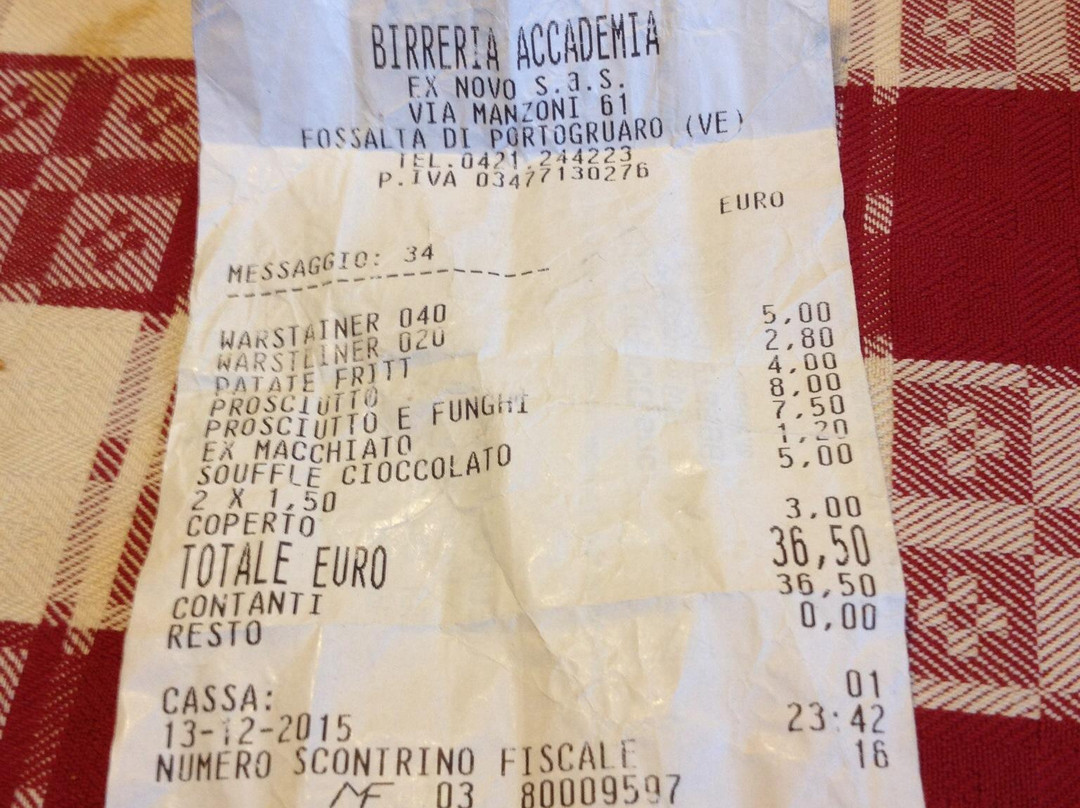 BIRRERIA ACCADEMIA
EX NOVO S.a.S.
VIA MANZONI 61
FOSSALTA DI PORTOGRUARO (VE)
TEL.0421.244223
P.IVA 03477130276
EURO
MESSAGGIO: 34
--------------------
WARSTAINER 040 5,00
WARSTEINER 020 2,80
PATATE FRITT 4,00
PROSCIUTTO 8,00
PROSCIUTTO E FUNGHI 7,50
EX MACCHIATO 1,20
SOUFFLE CIOCCOLATO 5,00
2 X 1,50
COPERTO 3,00
TOTALE EURO 36,50
CONTANTI 36,50
RESTO 0,00
CASSA: 01
13-12-2015 23:42
NUMERO SCONTRINO FISCALE 16
MF 03 80009597